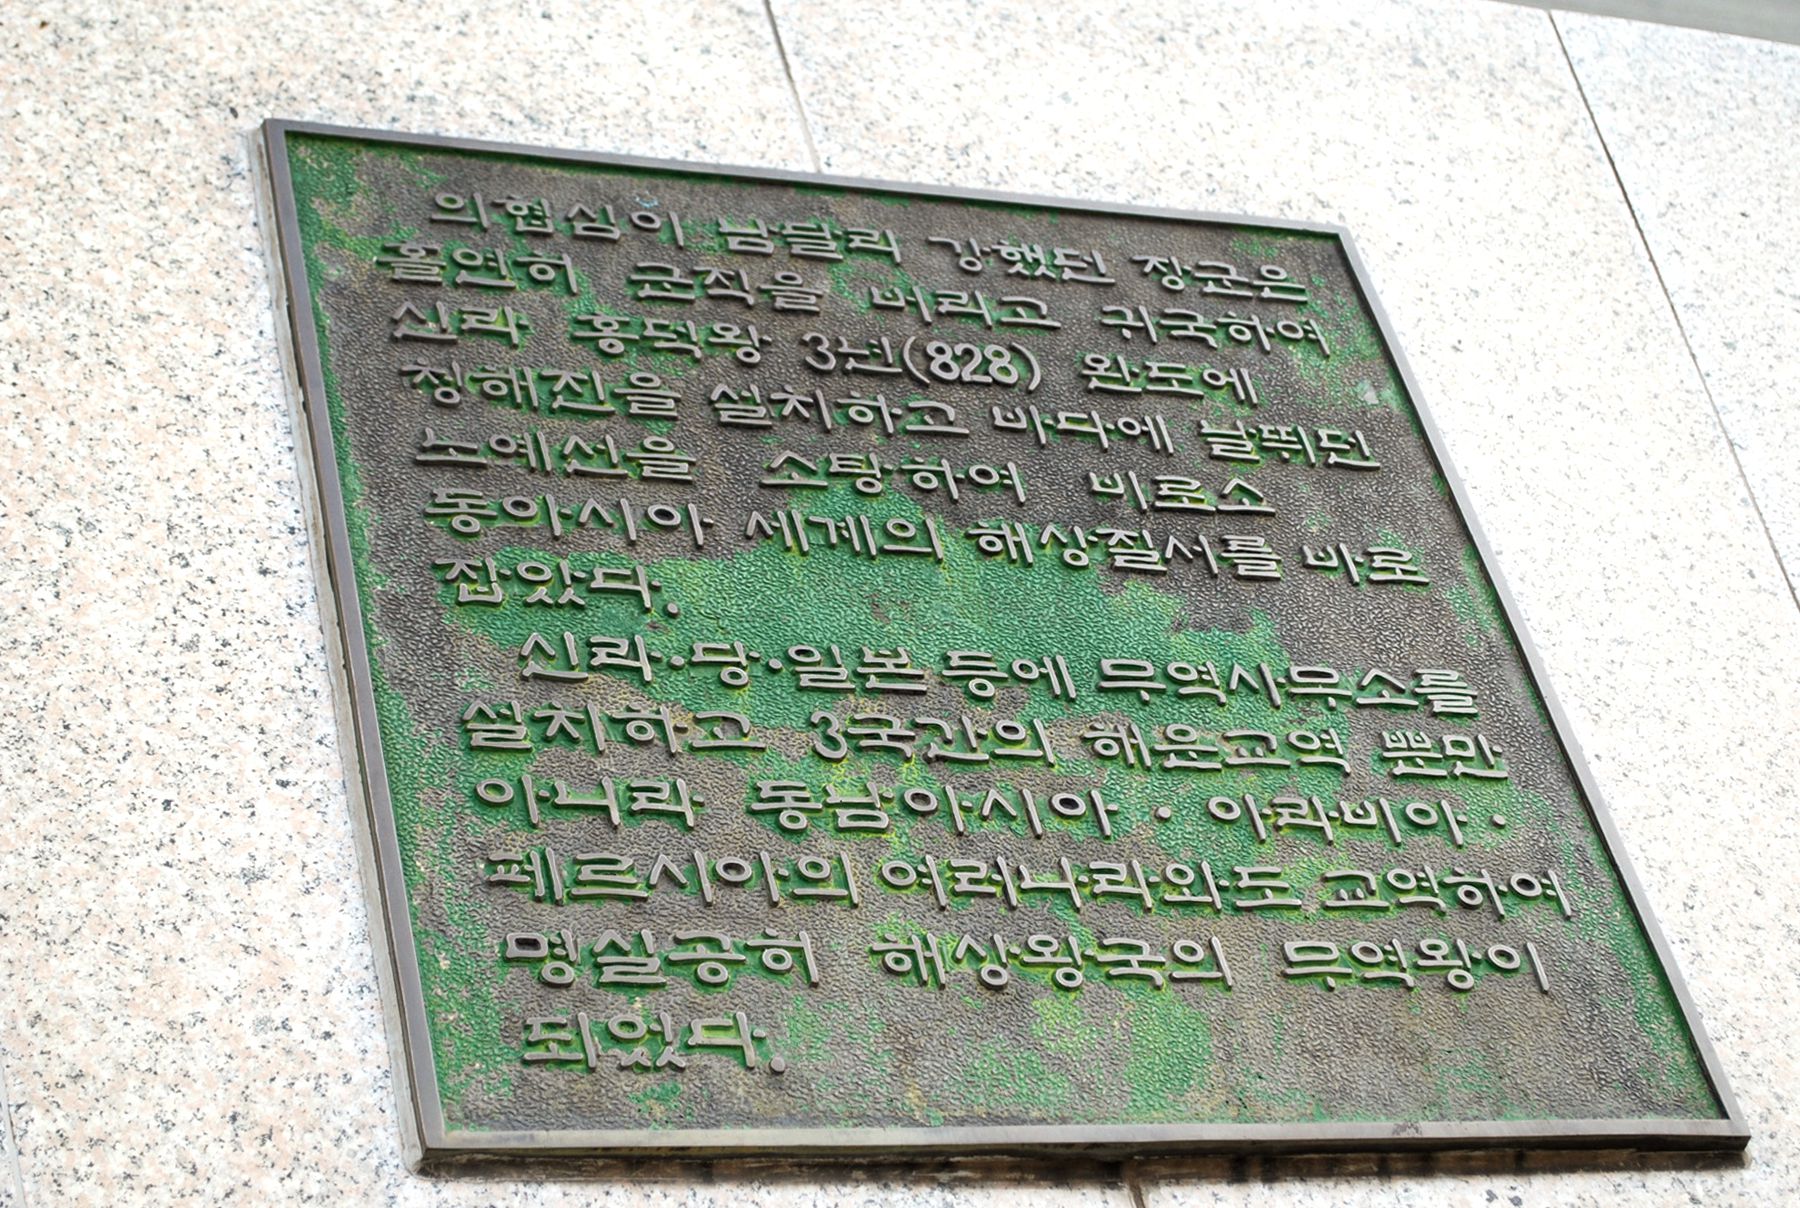 의협심이 남달리 강했던 장군은
홀연히 군직을 버리고 귀국하여
신라 흥덕왕 3년(828) 완도에
청해진을 설치하고 바다에 날뛰던
노예선을 소탕하여 비로소
동아시아 세계의 해상질서를 바로
잡았다.
신라·당·일본 등에 무역사무소를
설치하고 3국간의 해운교역 뿐만
아니라 동남아시아 · 아라비아 ·
페르시아의 여러나라와도 교역하여
명실공히 해상왕국의 무역왕이
되었다.